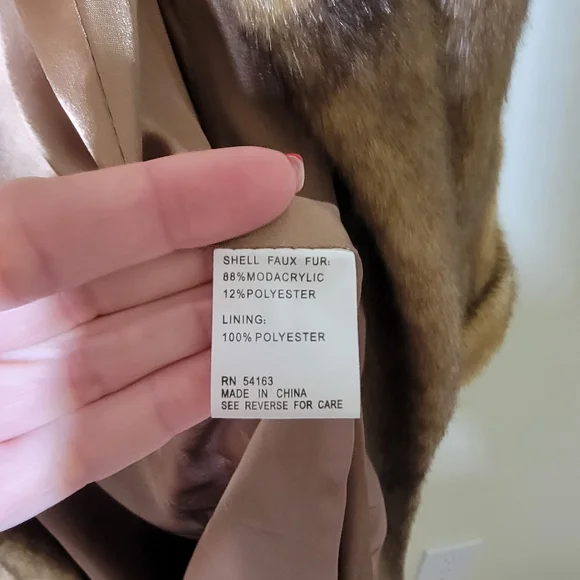 SHELL FAUX FUR:
88%MODACRYLIC
12%POLYESTER
LINING:
100%POLYESTER
RN 54163
MADE IN CHINA
SEE REVERSE FOR CARE